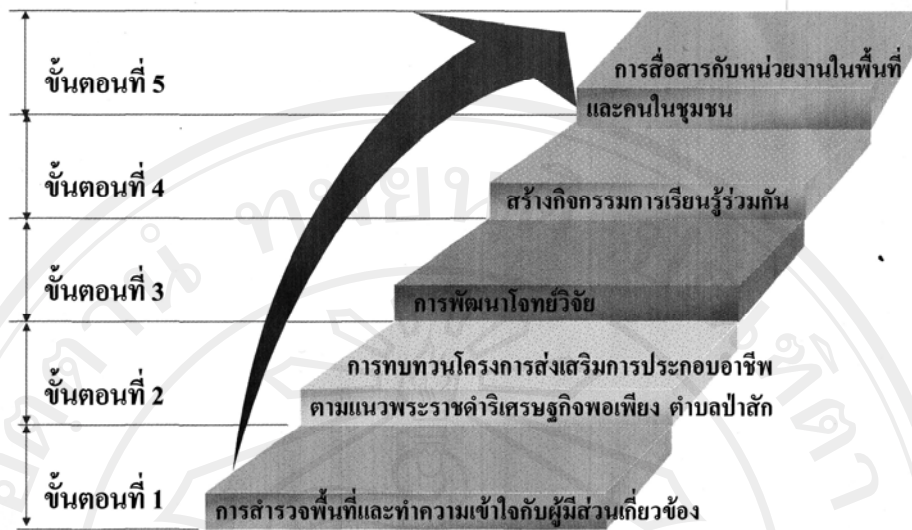 ขั้นตอนที่ 5
การสื่อสารกับหน่วยงานในพื้นที่
และคนในชุมชน
ขั้นตอนที่ 4
สร้างกิจกรรมการเรียนรู้ร่วมกัน
ขั้นตอนที่ 3
การพัฒนาโจทย์วิจัย
ขั้นตอนที่ 2
การทบทวนโครงการส่งเสริมการประกอบอาชีพ
ตามแนวพระราชดำริเศรษฐกิจพอเพียง ตำบลป่าสัก
ขั้นตอนที่ 1
การสำรวจพื้นที่และทำความเข้าใจกับผู้มีส่วนเกี่ยวข้อง